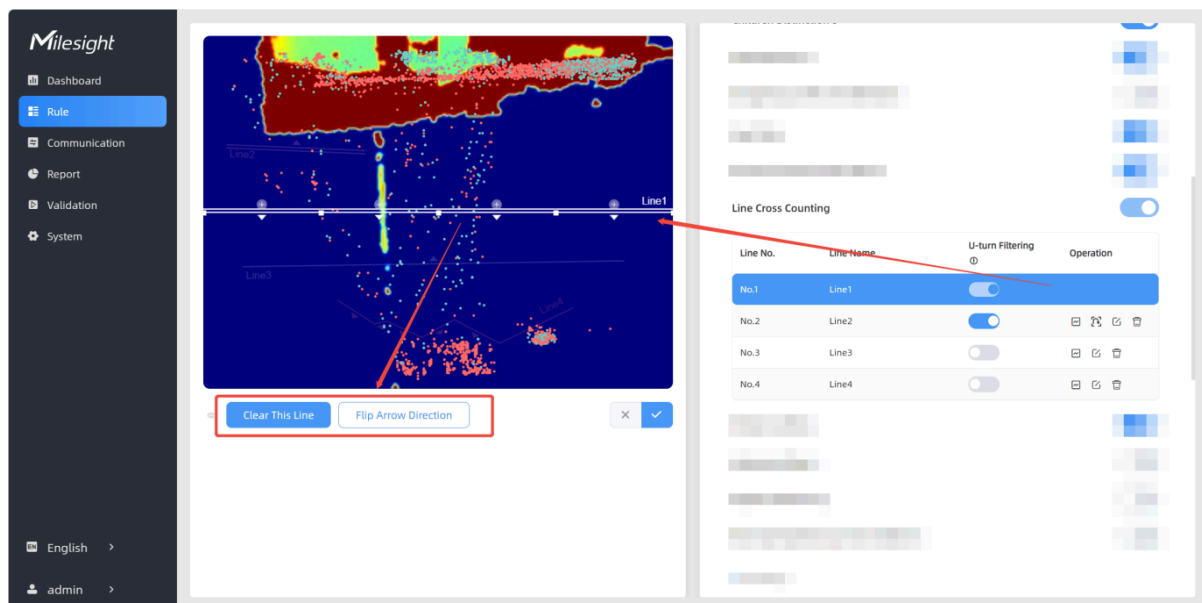 Milesight
Dashboard
Rule
Communication
Report
Validation
System
EN English >
admin >
Line2
Line1
Line3
Line4
Clear This Line
Flip Arrow Direction
Line Cross Counting
Line No. Line Name U-turn Filtering Operation
No.1 Line1
No.2 Line2
No.3 Line3
No.4 Line4